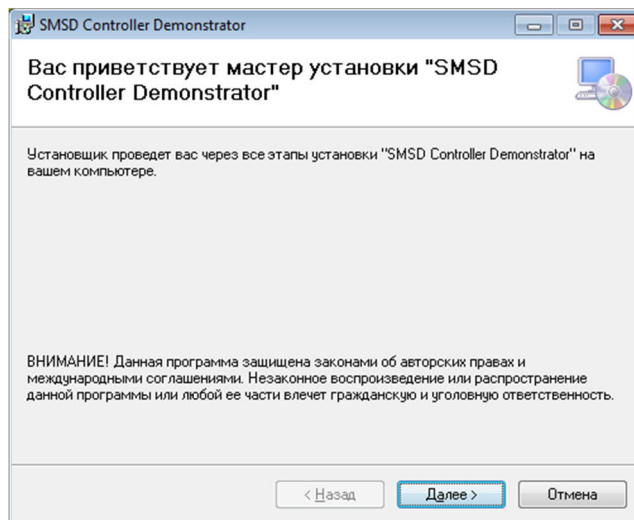 SMSD Controller Demonstrator
Вас приветствует мастер установки "SMSD
Controller Demonstrator"
Установщик проведет вас через все этапы установки "SMSD Controller Demonstrator" на
вашем компьютере.
ВНИМАНИЕ! Данная программа защищена законами об авторских правах и
международными соглашениями. Незаконное воспроизведение или распространение
данной программы или любой ее части влечет гражданскую и уголовную ответственность.
< Назад
Далее >
Отмена